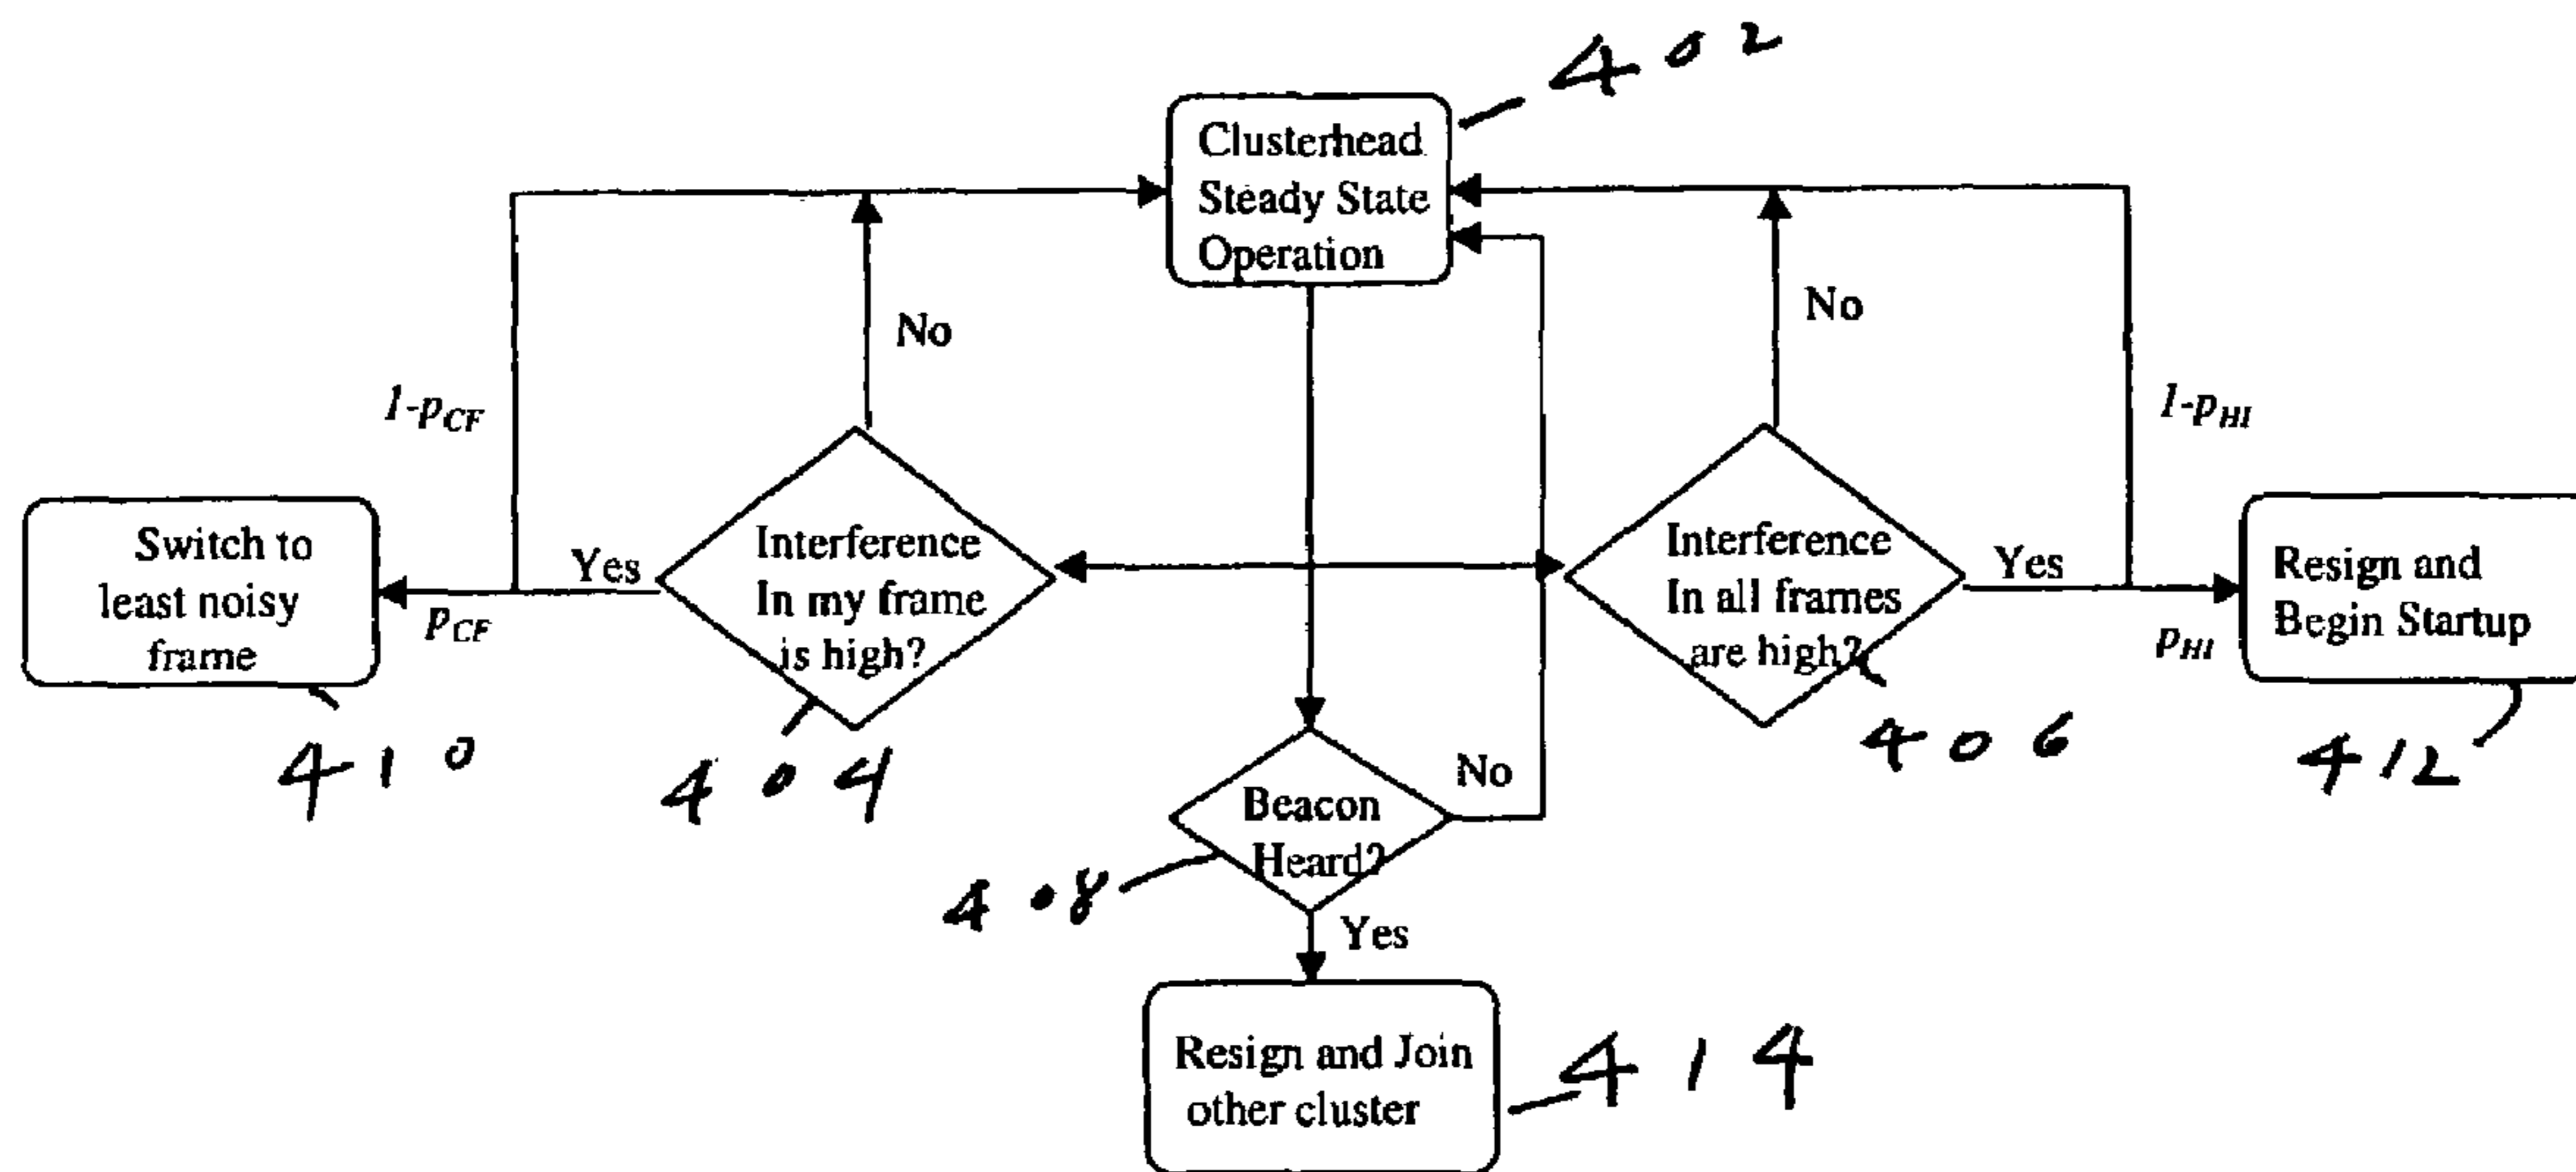 402
Clusterhead
Steady State
Operation
No
No
1-pCF
1-pHI
Switch to
least noisy
frame
Yes
pCF
Interference
In my frame
is high?
Interference
In all frames
are high?
Yes
pHI
Resign and
Begin Startup
410
404
406
412
Beacon
Heard?
No
408
Yes
Resign and Join
other cluster
414